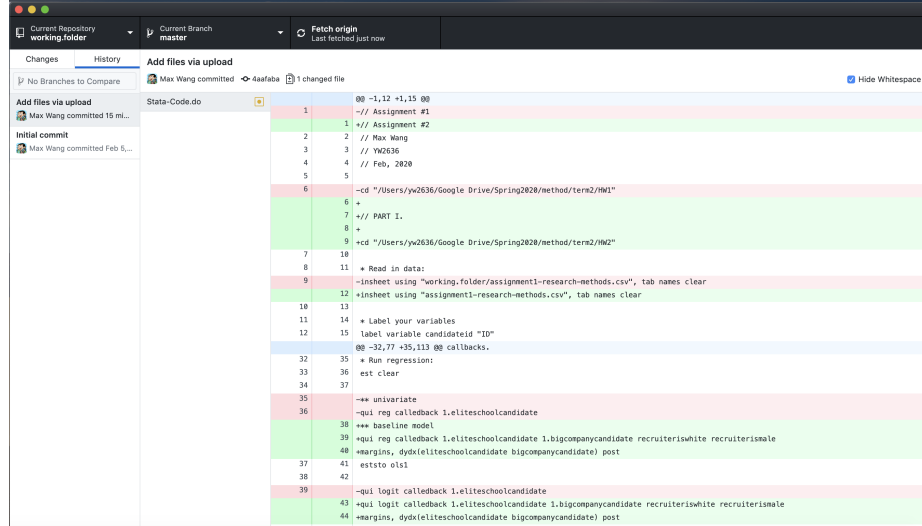 Current Repository
working.folder
Current Branch
master
Fetch origin
Last fetched just now
Changes
History
No Branches to Compare
Add files via upload
Max Wang committed 15 mi...
Initial commit
Max Wang committed Feb 5,...
Add files via upload
Max Wang committed 4aafaba 1 changed file
Hide Whitespace
Stata-Code.do
@@ -1,12 +1,15 @@
1 -// Assignment #1
1 +// Assignment #2
2 2 // Max Wang
3 3 // YW2636
4 4 // Feb, 2020
5 5
6 -cd "/Users/yw2636/Google Drive/Spring2020/method/term2/HW1"
6 +
7 +// PART I.
8 +
9 +cd "/Users/yw2636/Google Drive/Spring2020/method/term2/HW2"
7 10
8 11 * Read in data:
9 -insheet using "working.folder/assignment1-research-methods.csv", tab names clear
12 +insheet using "assignment1-research-methods.csv", tab names clear
10 13
11 14 * Label your variables
12 15 label variable candidateid "ID"
@@ -32,77 +35,113 @@ callbacks.
32 35 * Run regression:
33 36 est clear
34 37
35 -** univariate
36 -qui reg calledback 1.eliteschoolcandidate
38 +** baseline model
39 +qui reg calledback 1.eliteschoolcandidate 1.bigcompanycandidate recruiteriswhite recruiterismale
40 +margins, dydx(eliteschoolcandidate bigcompanycandidate) post
37 41 eststo ols1
38 42
39 -qui logit calledback 1.eliteschoolcandidate
43 +qui logit calledback 1.eliteschoolcandidate 1.bigcompanycandidate recruiteriswhite recruiterismale
44 +margins, dydx(eliteschoolcandidate bigcompanycandidate) post